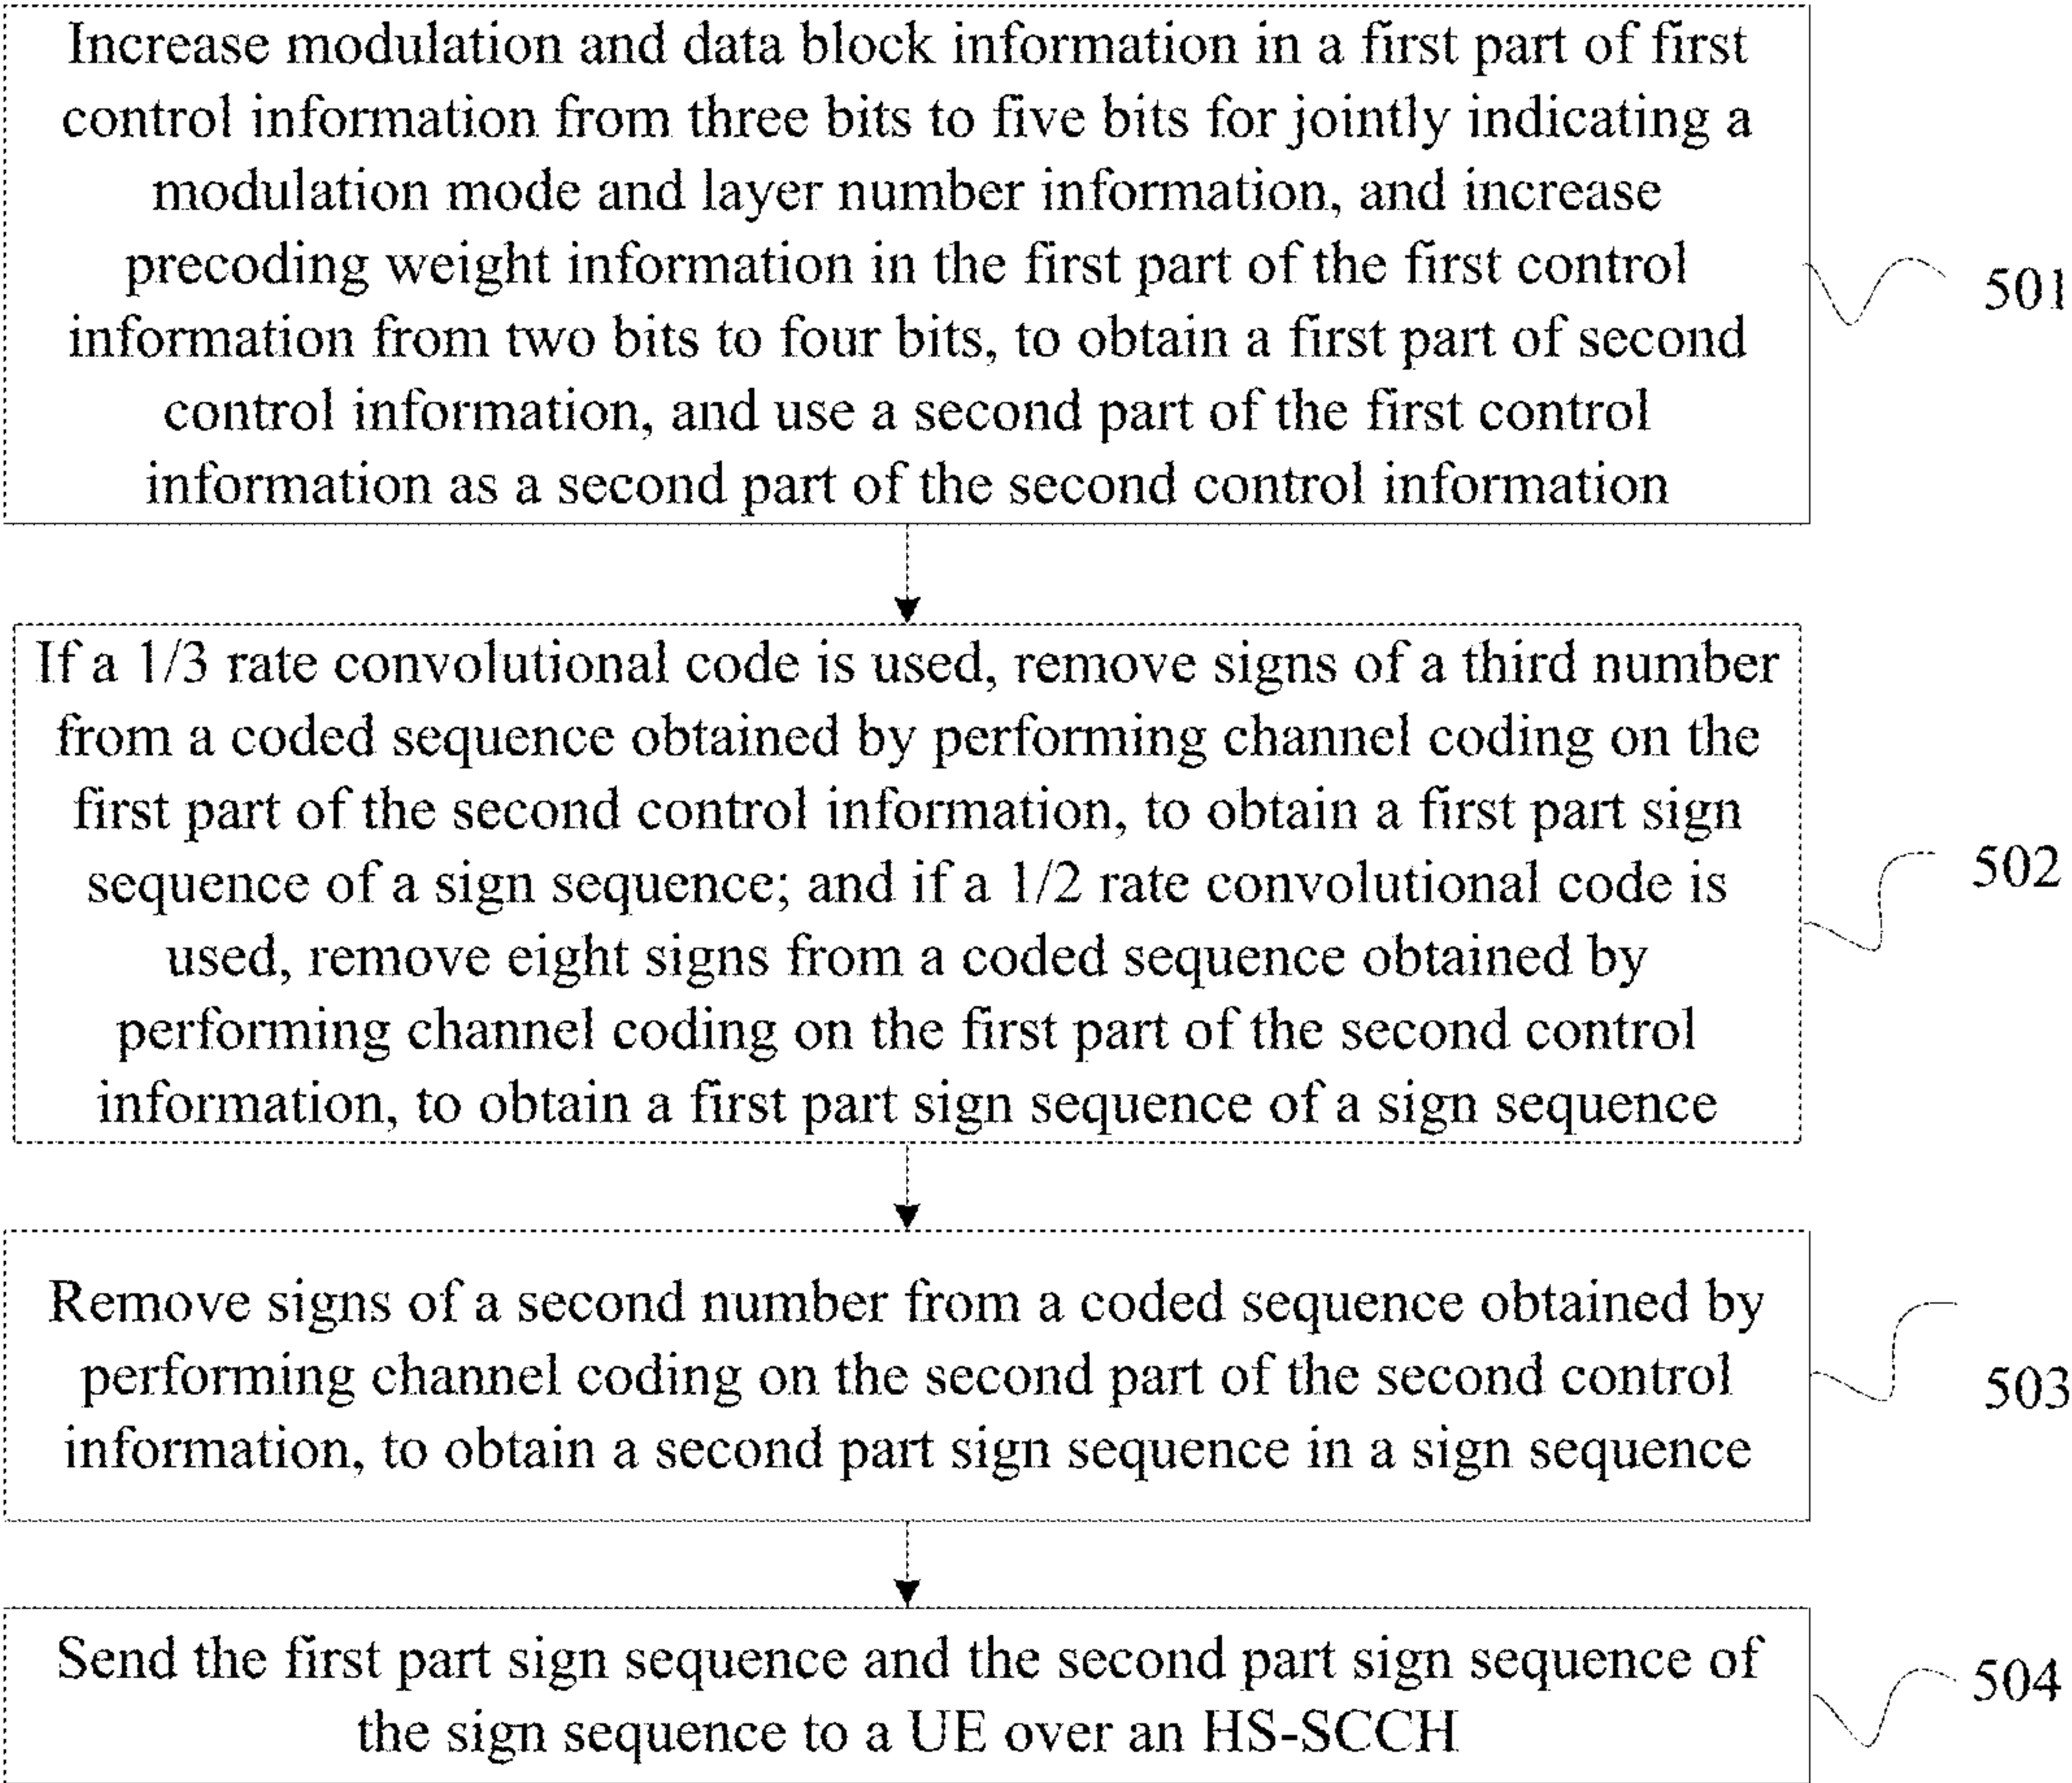 Increase modulation and data block information in a first part of first
control information from three bits to five bits for jointly indicating a
modulation mode and layer number information, and increase
precoding weight information in the first part of the first control
information from two bits to four bits, to obtain a first part of second
control information, and use a second part of the first control
information as a second part of the second control information
501
If a 1/3 rate convolutional code is used, remove signs of a third number
from a coded sequence obtained by performing channel coding on the
first part of the second control information, to obtain a first part sign
sequence of a sign sequence; and if a 1/2 rate convolutional code is
used, remove eight signs from a coded sequence obtained by
performing channel coding on the first part of the second control
information, to obtain a first part sign sequence of a sign sequence
502
Remove signs of a second number from a coded sequence obtained by
performing channel coding on the second part of the second control
information, to obtain a second part sign sequence in a sign sequence
503
Send the first part sign sequence and the second part sign sequence of
the sign sequence to a UE over an HS-SCCH
504